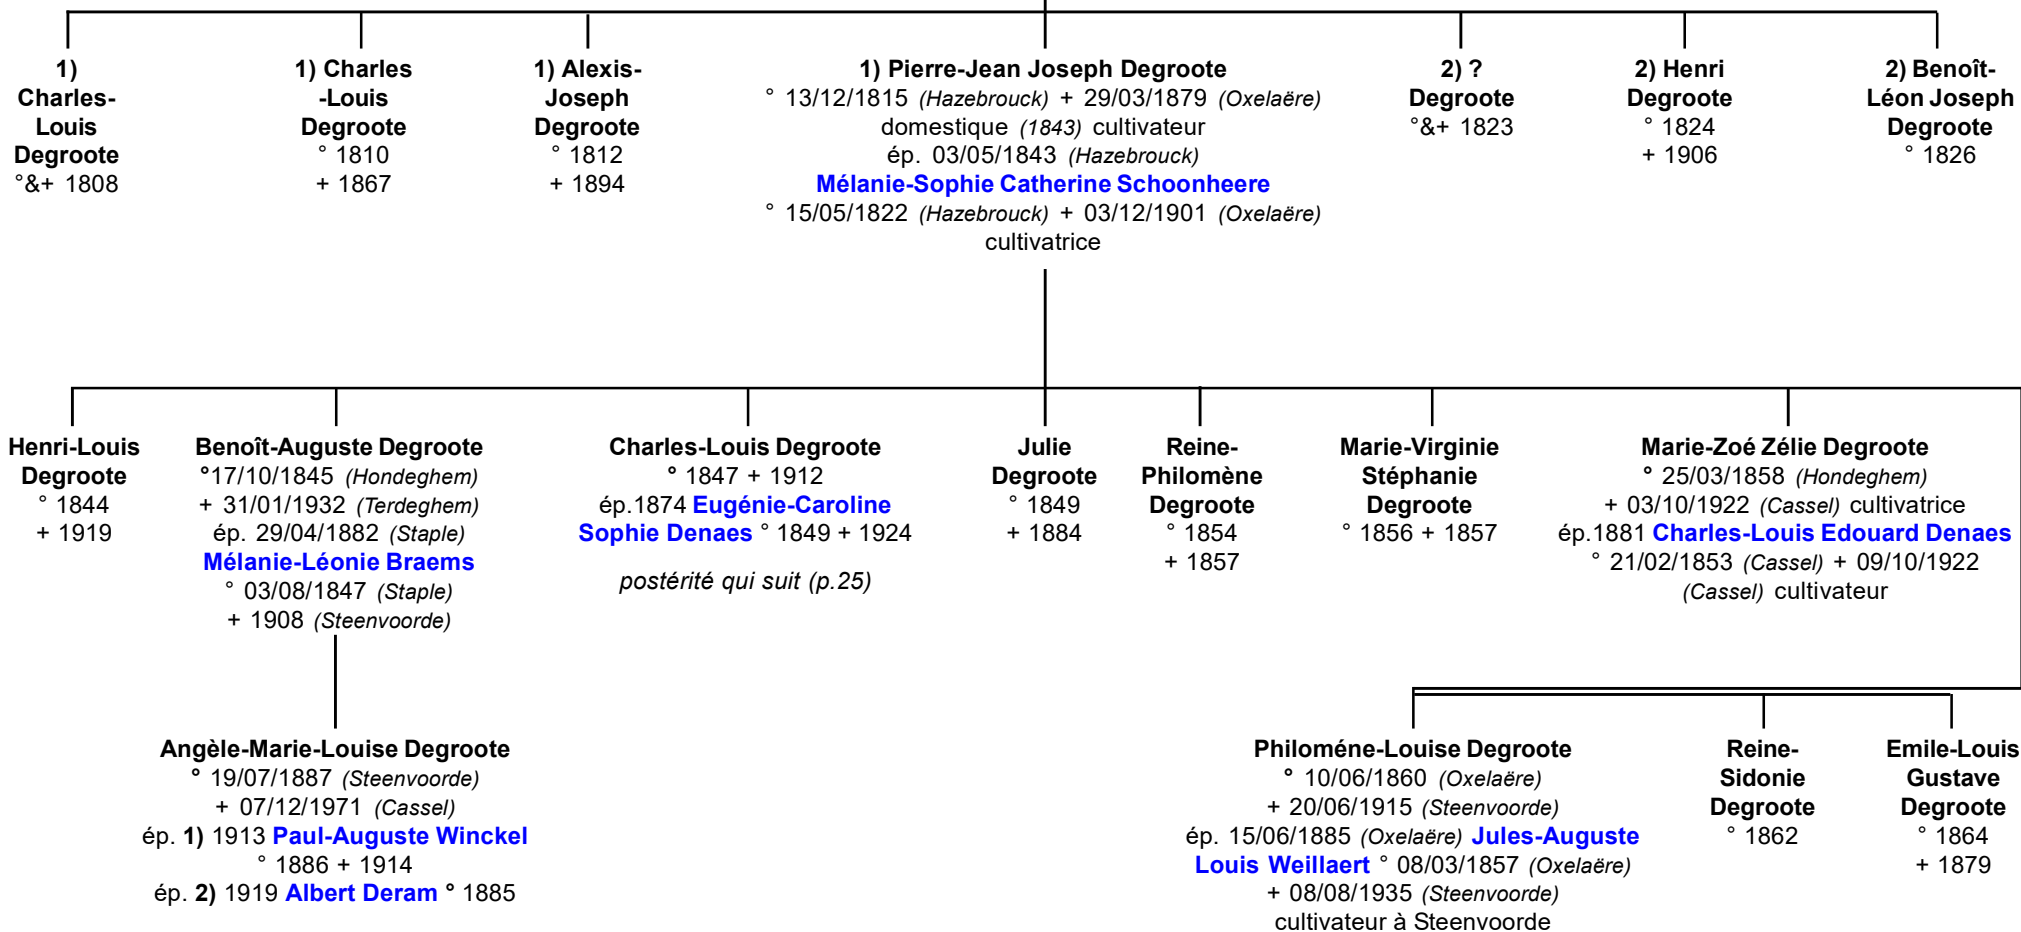 1)
Charles-
Louis
Degroote
°&+ 1808
1) Charles
-Louis
Degroote
° 1810
+ 1867
1) Alexis-
Joseph
Degroote
° 1812
+ 1894
1) Pierre-Jean Joseph Degroote
° 13/12/1815 (Hazebrouck) + 29/03/1879 (Oxelaëre)
domestique (1843) cultivateur
ép. 03/05/1843 (Hazebrouck)
Mélanie-Sophie Catherine Schoonheere
° 15/05/1822 (Hazebrouck) + 03/12/1901 (Oxelaëre)
cultivatrice
2) ?
Degroote
°&+ 1823
2) Henri
Degroote
° 1824
+ 1906
2) Benoît-
Léon Joseph
Degroote
° 1826
Henri-Louis
Degroote
° 1844
+ 1919
Benoît-Auguste Degroote
°17/10/1845 (Hondeghem)
+ 31/01/1932 (Terdeghem)
ép. 29/04/1882 (Staple)
Mélanie-Léonie Braems
° 03/08/1847 (Staple)
+ 1908 (Steenvoorde)
Charles-Louis Degroote
° 1847 + 1912
ép.1874 Eugénie-Caroline
Sophie Denaes ° 1849 + 1924
postérité qui suit (p.25)
Julie
Degroote
° 1849
+ 1884
Reine-
Philomène
Degroote
° 1854
+ 1857
Marie-Virginie
Stéphanie
Degroote
° 1856 + 1857
Marie-Zoé Zélie Degroote
° 25/03/1858 (Hondeghem)
+ 03/10/1922 (Cassel) cultivatrice
ép.1881 Charles-Louis Edouard Denaes
° 21/02/1853 (Cassel) + 09/10/1922
(Cassel) cultivateur
Angèle-Marie-Louise Degroote
° 19/07/1887 (Steenvoorde)
+ 07/12/1971 (Cassel)
ép. 1) 1913 Paul-Auguste Winckel
° 1886 + 1914
ép. 2) 1919 Albert Deram ° 1885
Philoméne-Louise Degroote
° 10/06/1860 (Oxelaëre)
+ 20/06/1915 (Steenvoorde)
ép. 15/06/1885 (Oxelaëre) Jules-Auguste
Louis Weillaert ° 08/03/1857 (Oxelaëre)
+ 08/08/1935 (Steenvoorde)
cultivateur à Steenvoorde
Reine-
Sidonie
Degroote
° 1862
Emile-Louis
Gustave
Degroote
° 1864
+ 1879